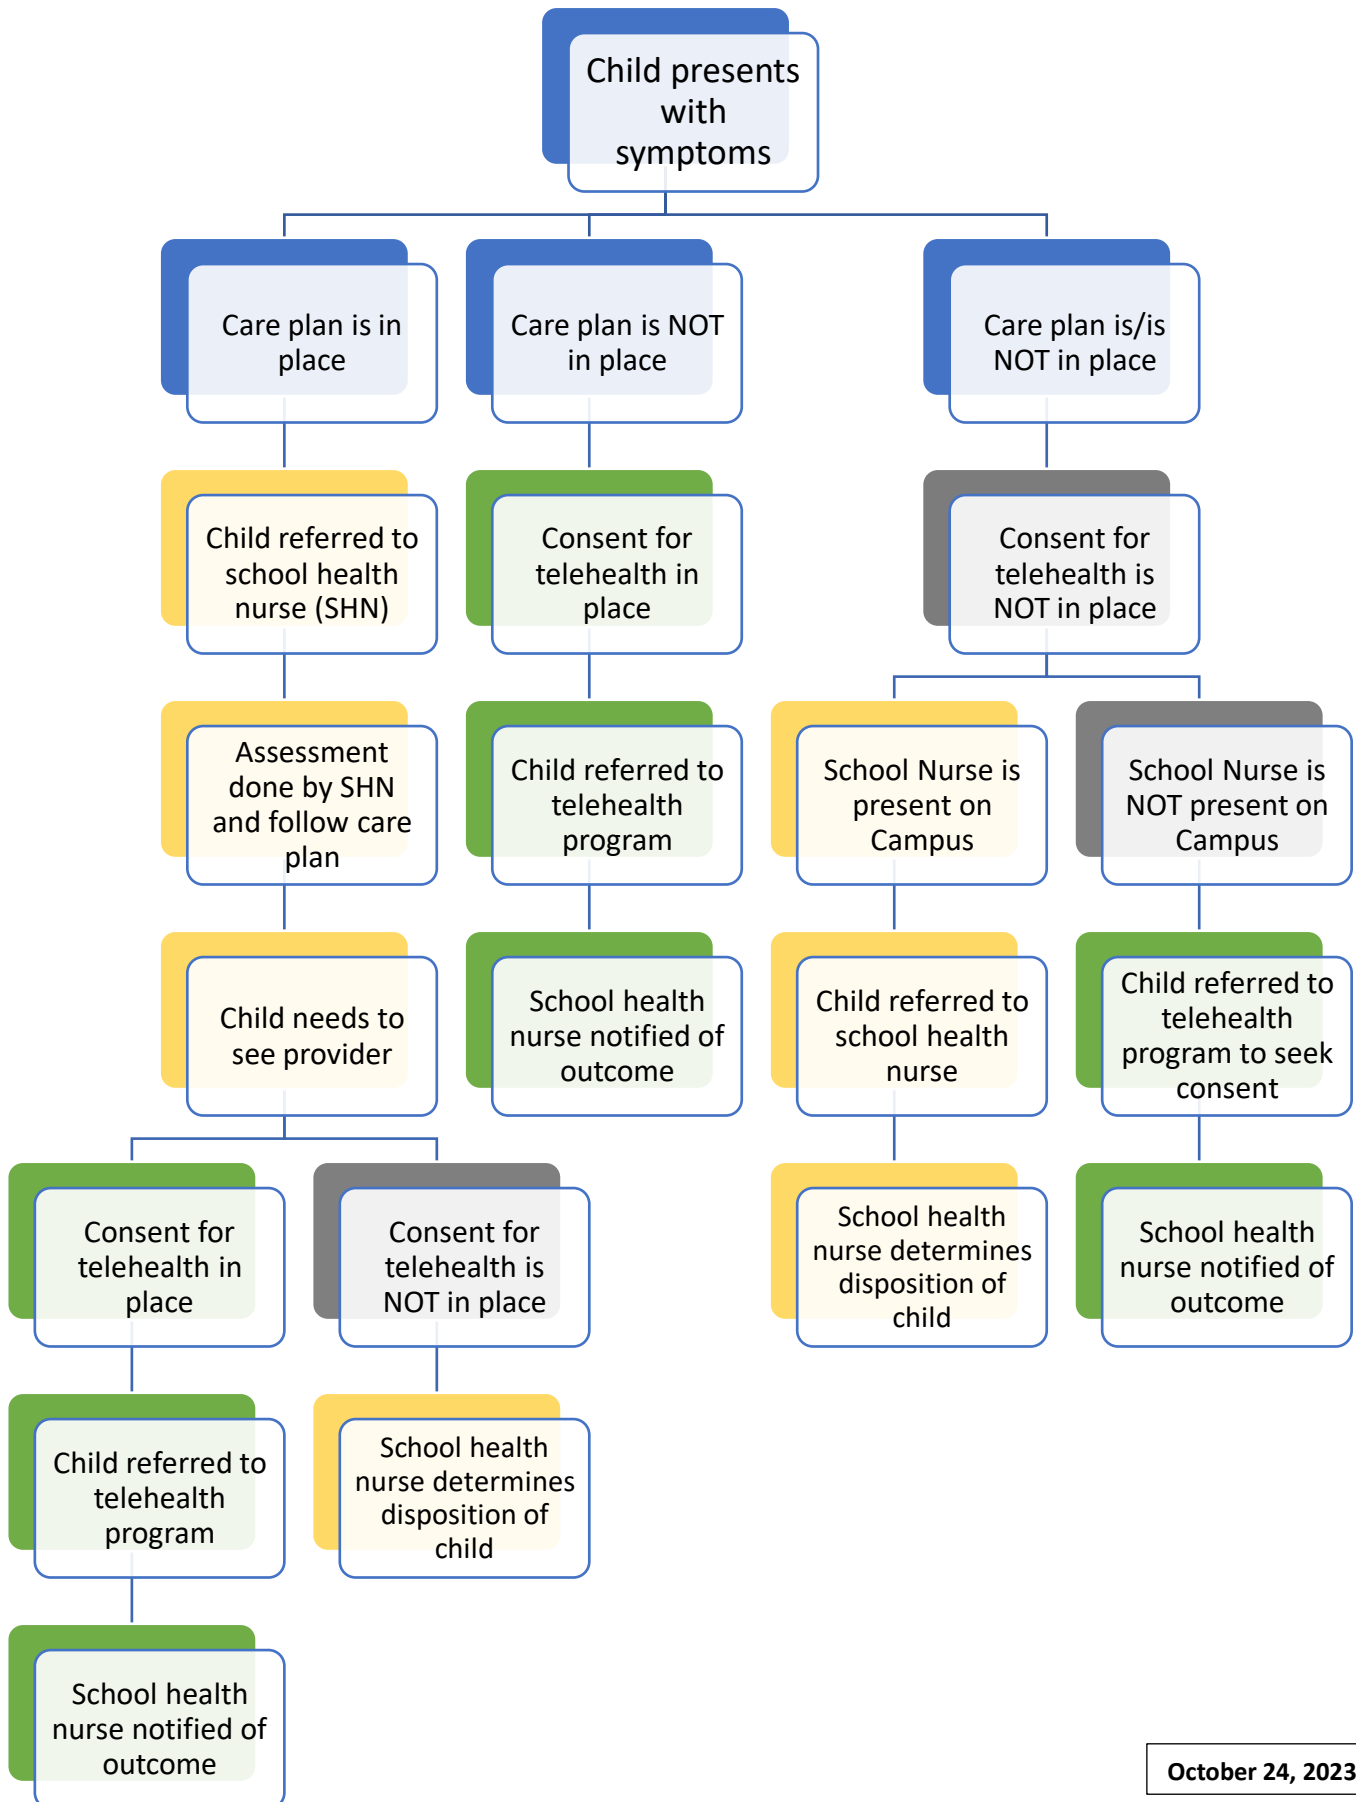 Child presents
with
symptoms
Care plan is in
place
Care plan is NOT
in place
Care plan is/is
NOT in place
Child referred to
school health
nurse (SHN)
Consent for
telehealth in
place
Consent for
telehealth is
NOT in place
Assessment
done by SHN
and follow care
plan
Child referred to
telehealth
program
School Nurse is
present on
Campus
School Nurse is
NOT present on
Campus
Child needs to
see provider
School health
nurse notified of
outcome
Child referred to
school health
nurse
Child referred to
telehealth
program to seek
consent
Consent for
telehealth in
place
Consent for
telehealth is
NOT in place
School health
nurse determines
disposition of
child
School health
nurse notified of
outcome
Child referred to
telehealth
program
School health
nurse determines
disposition of
child
School health
nurse notified of
outcome
October 24, 2023